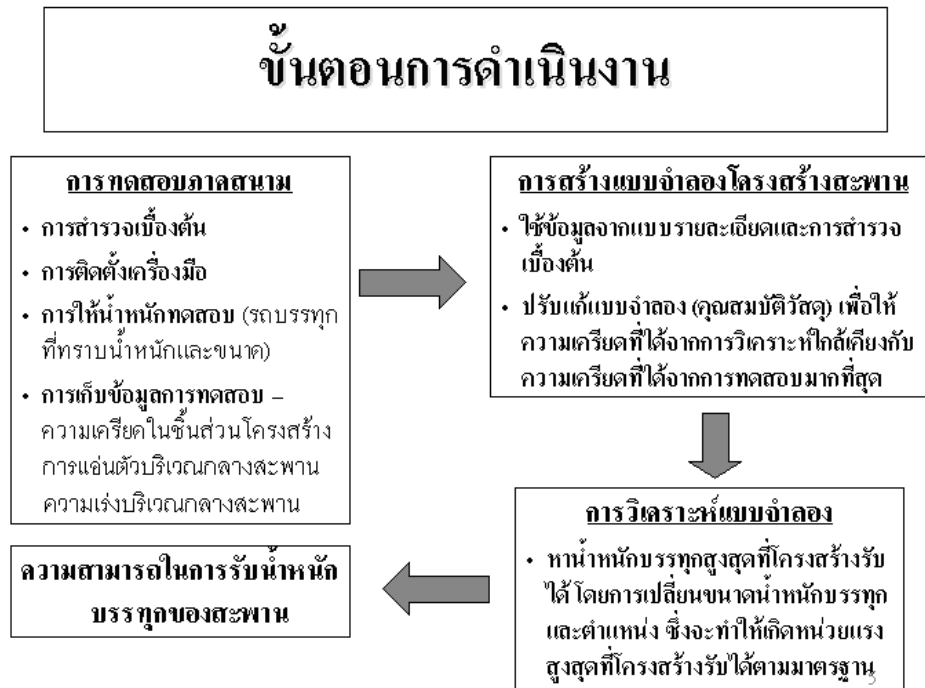 ขั้นตอนการดำเนินงาน
การทดสอบภาคสนาม
• การสำรวจเบื้องต้น
• การติดตั้งเครื่องมือ
• การให้น้ำหนักทดสอบ (รถบรรทุก
ที่ทราบน้ำหนักและขนาด)
• การเก็บข้อมูลการทดสอบ –
ความเครียดในชิ้นส่วนโครงสร้าง
การแอ่นตัวบริเวณกลางสะพาน
ความเร่งบริเวณกลางสะพาน
การสร้างแบบจำลองโครงสร้างสะพาน
• ใช้ข้อมูลจากแบบรายละเอียดและการสำรวจ
เบื้องต้น
• ปรับแก้แบบจำลอง (คุณสมบัติวัสดุ) เพื่อให้
ความเครียดที่ได้จากการวิเคราะห์ใกล้เคียงกับ
ความเครียดที่ได้จากการทดสอบมากที่สุด
การวิเคราะห์แบบจำลอง
• หาน้ำหนักบรรทุกสูงสุดที่โครงสร้างรับ
ได้ โดยการเปลี่ยนขนาดน้ำหนักบรรทุก
และตำแหน่ง ซึ่งจะทำให้เกิดหน่วยแรง
สูงสุดที่โครงสร้างรับได้ตามมาตรฐาน
ความสามารถในการรับน้ำหนัก
บรรทุกของสะพาน